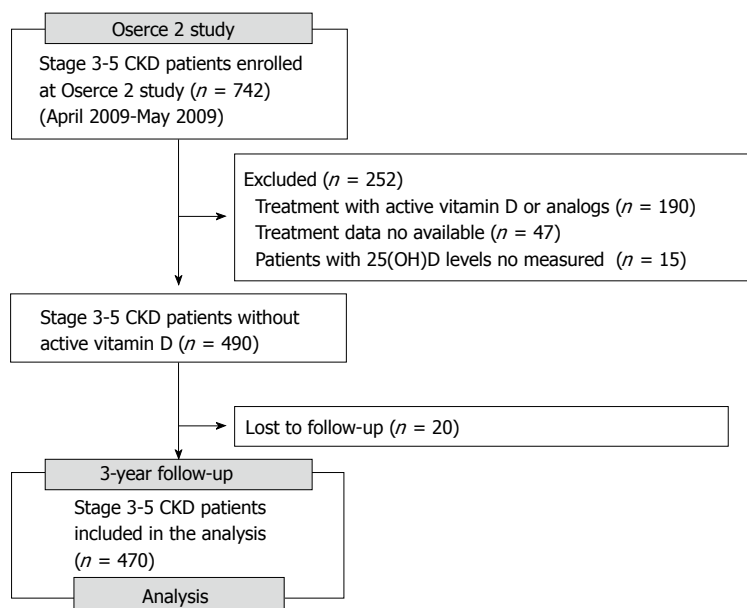 Oserce 2 study
Stage 3-5 CKD patients enrolled
at Oserce 2 study (n = 742)
(April 2009-May 2009)
Excluded (n = 252)
Treatment with active vitamin D or analogs (n = 190)
Treatment data no available (n = 47)
Patients with 25(OH)D levels no measured (n = 15)
Stage 3-5 CKD patients without
active vitamin D (n = 490)
Lost to follow-up (n = 20)
3-year follow-up
Stage 3-5 CKD patients
included in the analysis
(n = 470)
Analysis